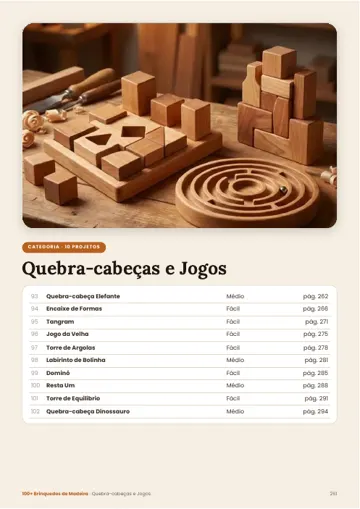 CATEGORIA · 10 PROJETOS
Quebra-cabeças e Jogos
93 Quebra-cabeça Elefante Médio pág. 262
94 Encaixe de Formas Fácil pág. 266
95 Tangram Fácil pág. 271
96 Jogo da Velha Fácil pág. 275
97 Torre de Argolas Fácil pág. 278
98 Labirinto de Bolinha Médio pág. 281
99 Dominó Fácil pág. 285
100 Resta Um Médio pág. 288
101 Torre de Equilíbrio Fácil pág. 291
102 Quebra-cabeça Dinossauro Médio pág. 294
100+ Brinquedos de Madeira · Quebra-cabeças e Jogos 261